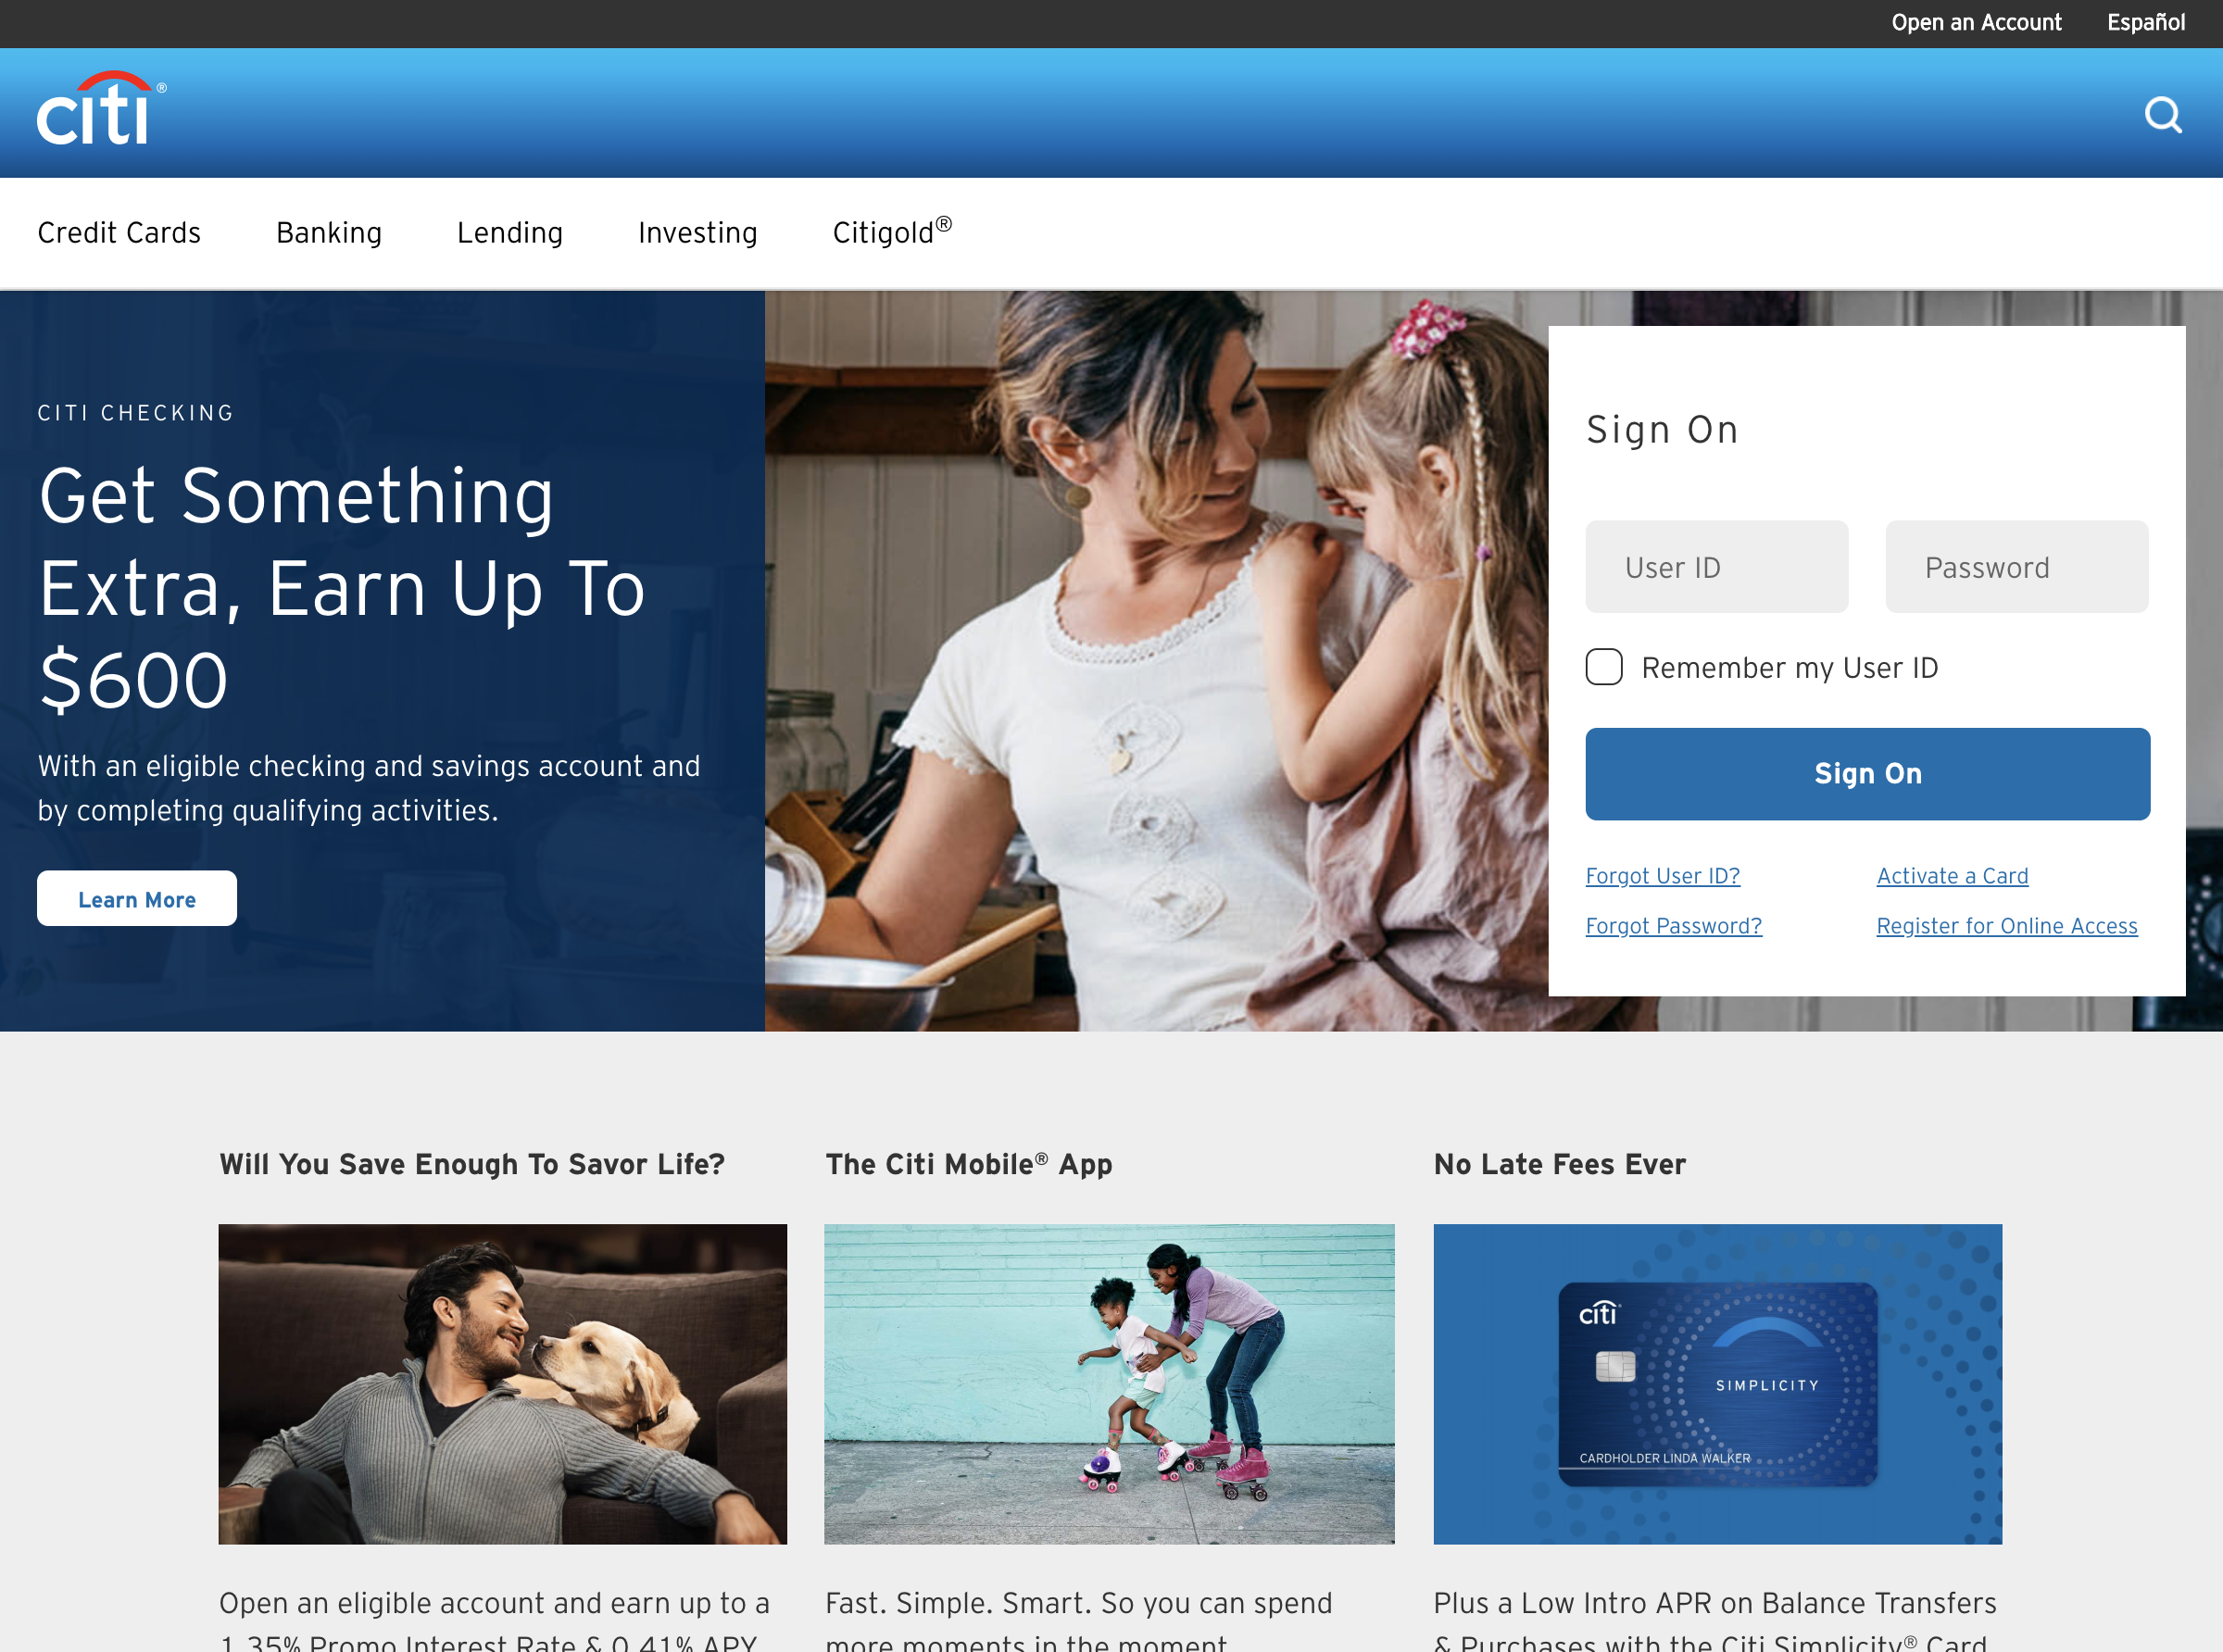 Open an Account Español
citi®
Credit Cards Banking Lending Investing Citigold®
CITI CHECKING
Get Something
Extra, Earn Up To
$600
With an eligible checking and savings account and
by completing qualifying activities.
Learn More
Sign On
User ID Password
Remember my User ID
Sign On
Forgot User ID? Activate a Card
Forgot Password? Register for Online Access
Will You Save Enough To Savor Life?
The Citi Mobile® App
No Late Fees Ever
citi
SIMPLICITY
CARDHOLDER LINDA WALKER
Open an eligible account and earn up to a
1.35% Promo Interest Rate & 0.41% APY
Fast. Simple. Smart. So you can spend
more moments in the moment
Plus a Low Intro APR on Balance Transfers
& Purchases with the Citi Simplicity® Card